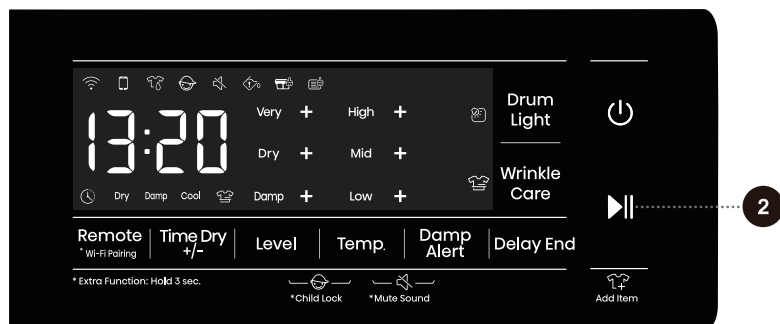 13:20
Very + High +
Dry + Mid +
Damp + Low +
Dry Damp Cool
Drum
Light
Wrinkle
Care
2
Remote
* Wi-Fi Pairing
Time Dry
+/-
Level
Temp.
Damp
Alert
Delay End
* Extra Function: Hold 3 sec.
*Child Lock
*Mute Sound
Add Item